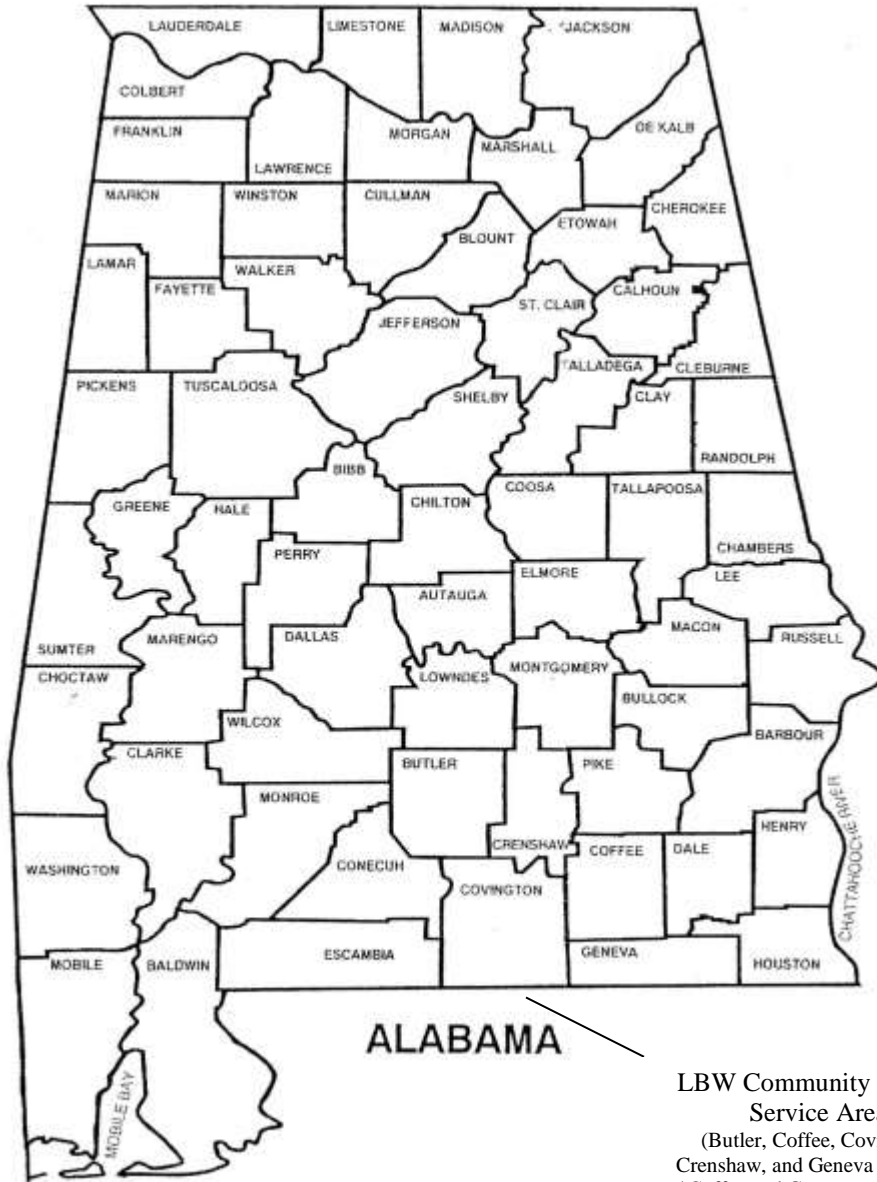 LAUDERDALE
LIMESTONE
MADISON
JACKSON
COLBERT
FRANKLIN
LAWRENCE
MORGAN
MARSHALL
DE KALB
MARION
WINSTON
CULLMAN
BLOUNT
ETOWAH
CHEROKEE
LAMAR
FAYETTE
WALKER
JEFFERSON
ST. CLAIR
CALHOUN
PICKENS
TUSCALOOSA
SHELBY
TALLADEGA
CLAY
CLEBURNE
RANDOLPH
BIBB
GREENE
HALE
PERRY
CHILTON
COOSA
TALLAPOOSA
CHAMBERS
LEE
SUMTER
MARENGO
DALLAS
AUTAUGA
ELMORE
MACON
RUSSELL
CHOCTAW
LOWNDES
MONTGOMERY
BULLOCK
WILCOX
CLARKE
BUTLER
PIKE
BARBOUR
MONROE
CRENSHAW
COFFEE
DALE
HENRY
WASHINGTON
CONECUH
COVINGTON
CHATTAHOOCHE RIVER
MOBILE
BALDWIN
ESCAMBIA
GENEVA
HOUSTON
MOBILE BAY
ALABAMA
LBW Community
Service Area
(Butler, Coffee, Cov
Crenshaw, and Geneva